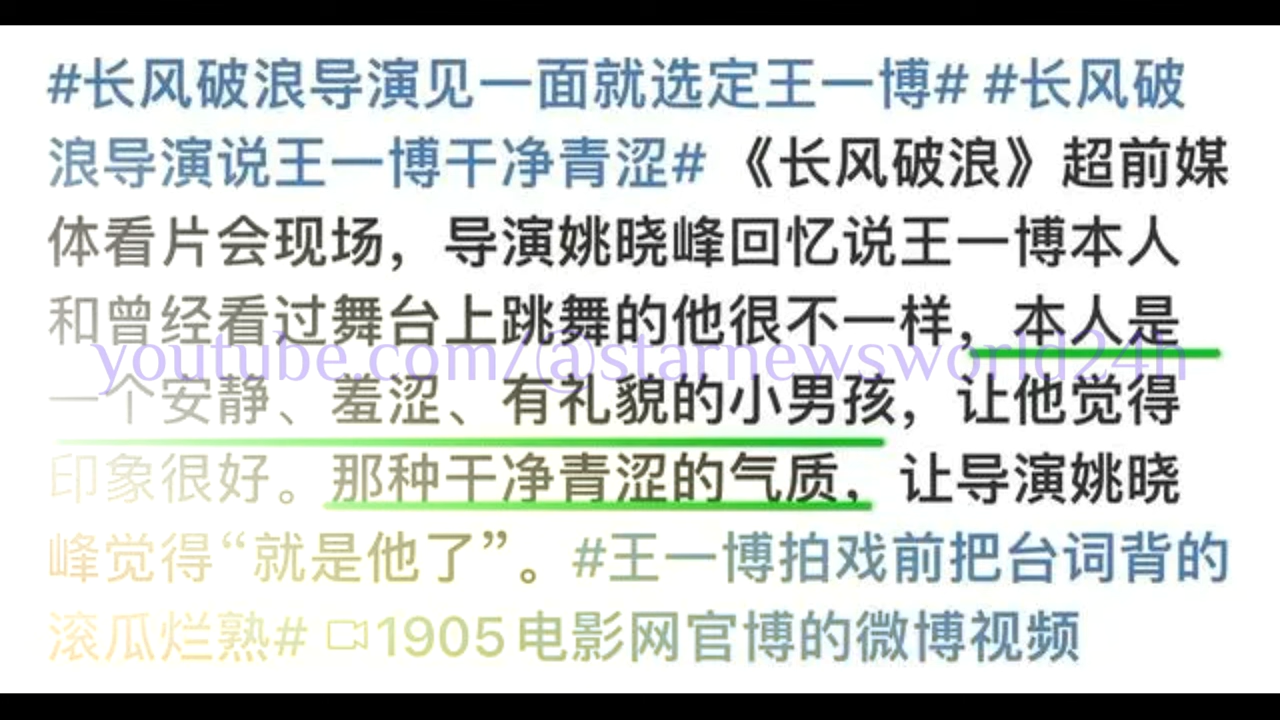 #长风破浪导演见一面就选定王一博# #长风破
浪导演说王一博干净青涩# 《长风破浪》超前媒
体看片会现场，导演姚晓峰回忆说王一博本人
和曾经看过舞台上跳舞的他很不一样，本人是
youtube.com/@starnewsworld24h
一个安静、羞涩、有礼貌的小男孩，让他觉得
印象很好。那种干净青涩的气质，让导演姚晓
峰觉得“就是他了”。#王一博拍戏前把台词背的
滚瓜烂熟# 1905电影网官博的微博视频